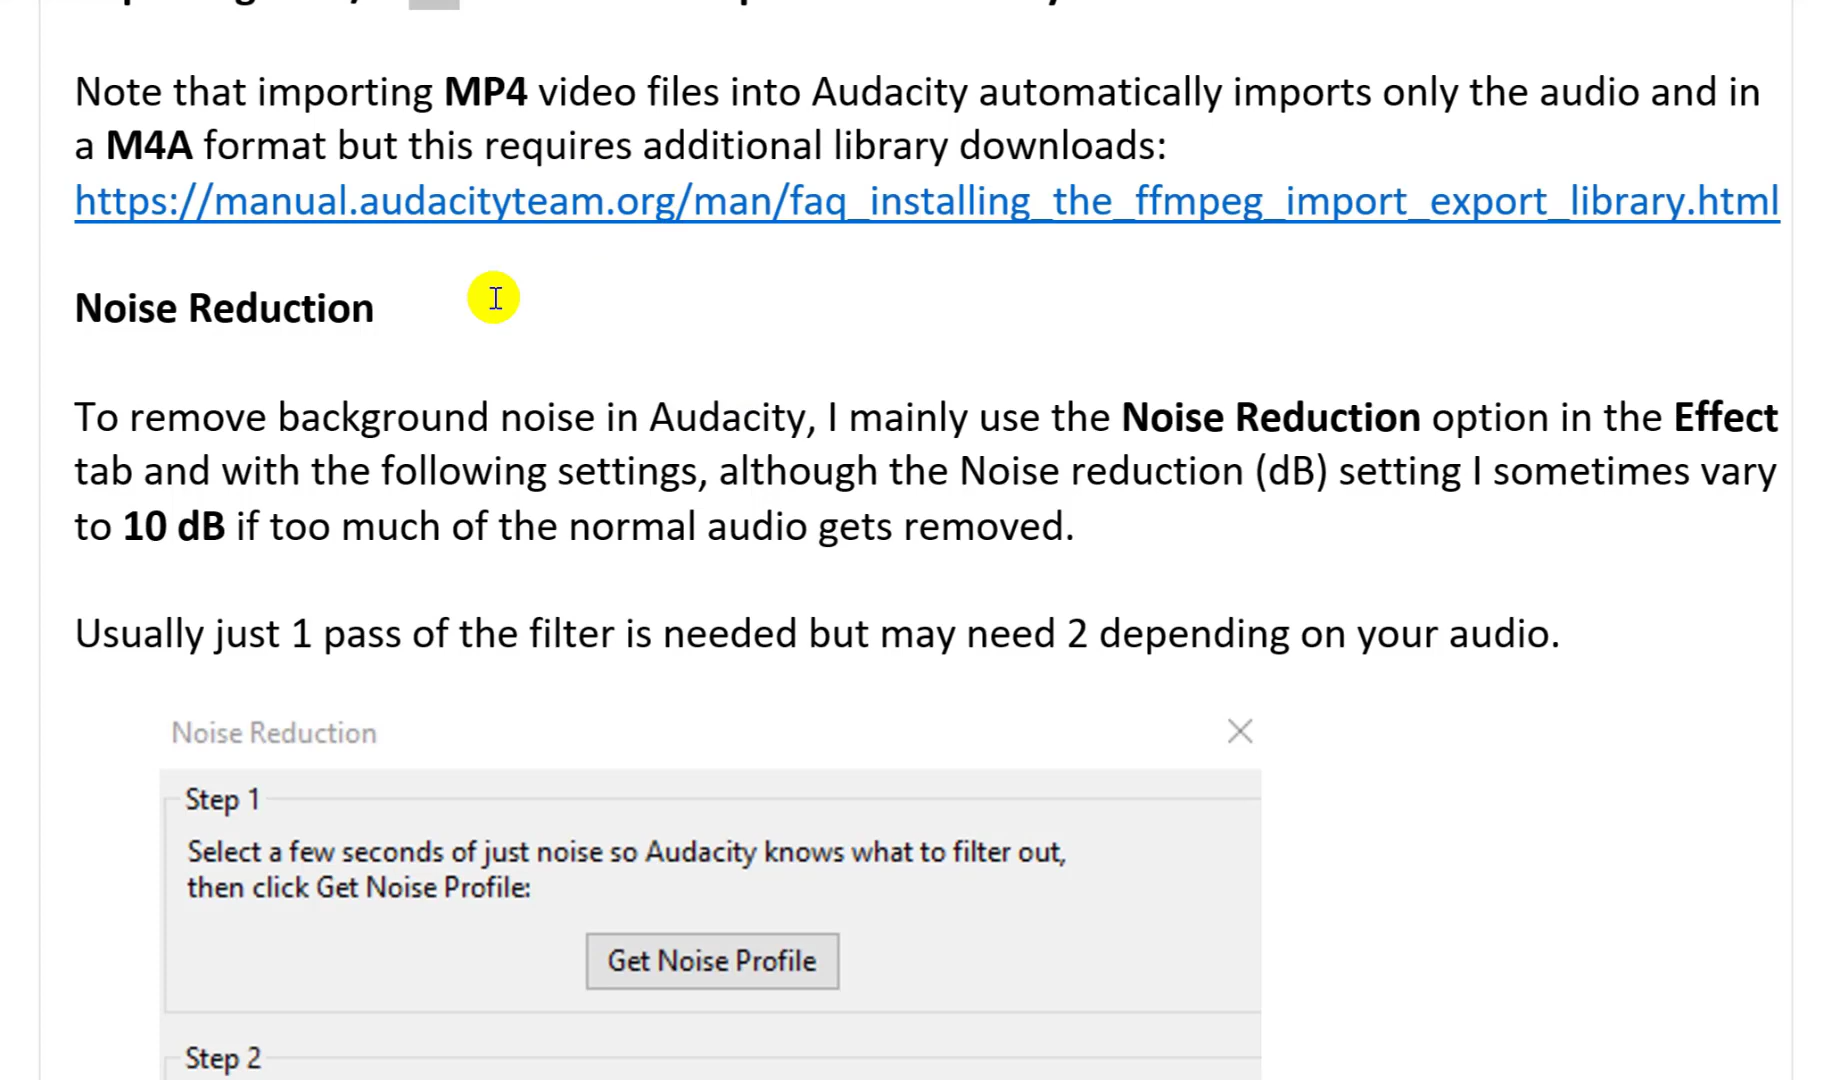 Note that importing MP4 video files into Audacity automatically imports only the audio and in
a M4A format but this requires additional library downloads:
https://manual.audacityteam.org/man/faq_installing_the_ffmpeg_import_export_library.html
Noise Reduction
To remove background noise in Audacity, I mainly use the Noise Reduction option in the Effect
tab and with the following settings, although the Noise reduction (dB) setting I sometimes vary
to 10 dB if too much of the normal audio gets removed.
Usually just 1 pass of the filter is needed but may need 2 depending on your audio.
Noise Reduction
Step 1
Select a few seconds of just noise so Audacity knows what to filter out,
then click Get Noise Profile:
Get Noise Profile
Step 2